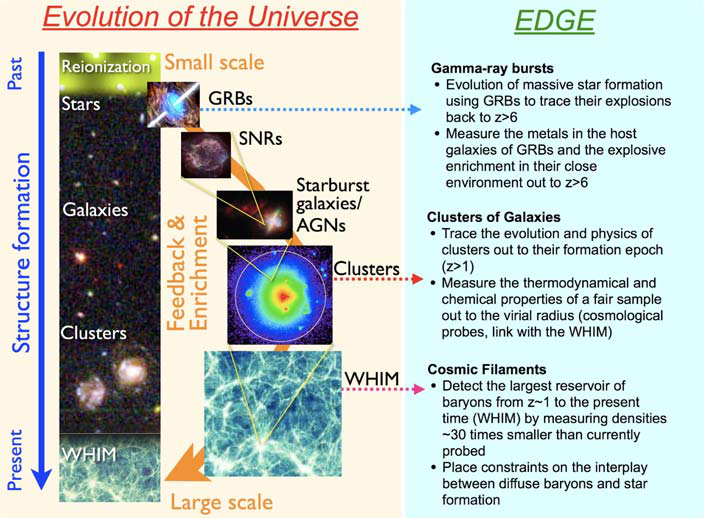 Evolution of the Universe
EDGE
Past
Structure formation
Present
Reionization
Stars
Galaxies
Clusters
WHIM
Small scale
Feedback &
Enrichment
Large scale
GRBs
SNRs
Starburst
galaxies/
AGNs
Clusters
WHIM
Gamma-ray bursts
• Evolution of massive star formation
using GRBs to trace their explosions
back to z>6
• Measure the metals in the host
galaxies of GRBs and the explosive
enrichment in their close
environment out to z>6
Clusters of Galaxies
• Trace the evolution and physics of
clusters out to their formation epoch
(z>1)
• Measure the thermodynamical and
chemical properties of a fair sample
out to the virial radius (cosmological
probes, link with the WHIM)
Cosmic Filaments
• Detect the largest reservoir of
baryons from z~1 to the present
time (WHIM) by measuring densities
~30 times smaller than currently
probed
• Place constraints on the interplay
between diffuse baryons and star
formation